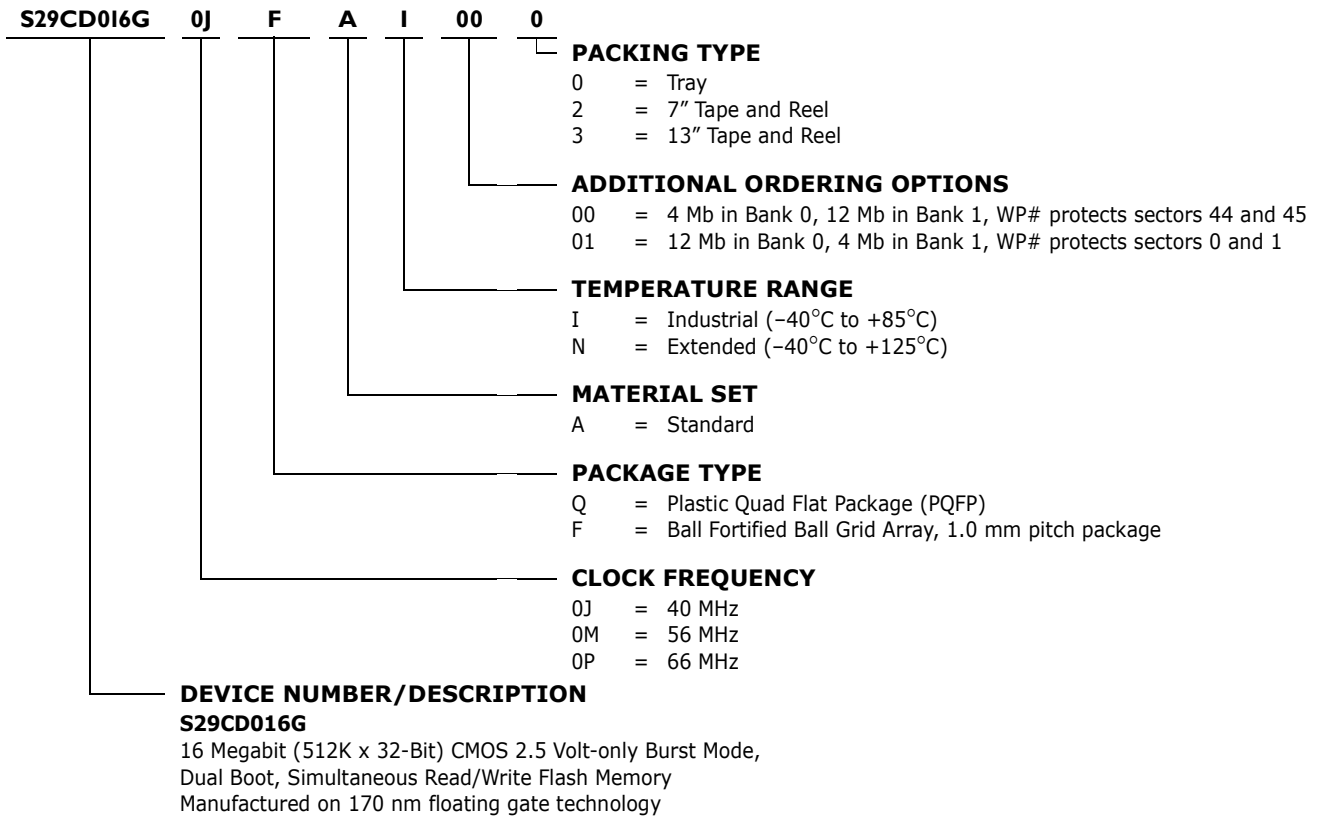 S29CD016G 0J F A I 00 0
PACKING TYPE
0 = Tray
2 = 7″ Tape and Reel
3 = 13″ Tape and Reel
ADDITIONAL ORDERING OPTIONS
00 = 4 Mb in Bank 0, 12 Mb in Bank 1, WP# protects sectors 44 and 45
01 = 12 Mb in Bank 0, 4 Mb in Bank 1, WP# protects sectors 0 and 1
TEMPERATURE RANGE
I = Industrial (–40°C to +85°C)
N = Extended (–40°C to +125°C)
MATERIAL SET
A = Standard
PACKAGE TYPE
Q = Plastic Quad Flat Package (PQFP)
F = Ball Fortified Ball Grid Array, 1.0 mm pitch package
CLOCK FREQUENCY
0J = 40 MHz
0M = 56 MHz
0P = 66 MHz
DEVICE NUMBER/DESCRIPTION
S29CD016G
16 Megabit (512K x 32-Bit) CMOS 2.5 Volt-only Burst Mode,
Dual Boot, Simultaneous Read/Write Flash Memory
Manufactured on 170 nm floating gate technology